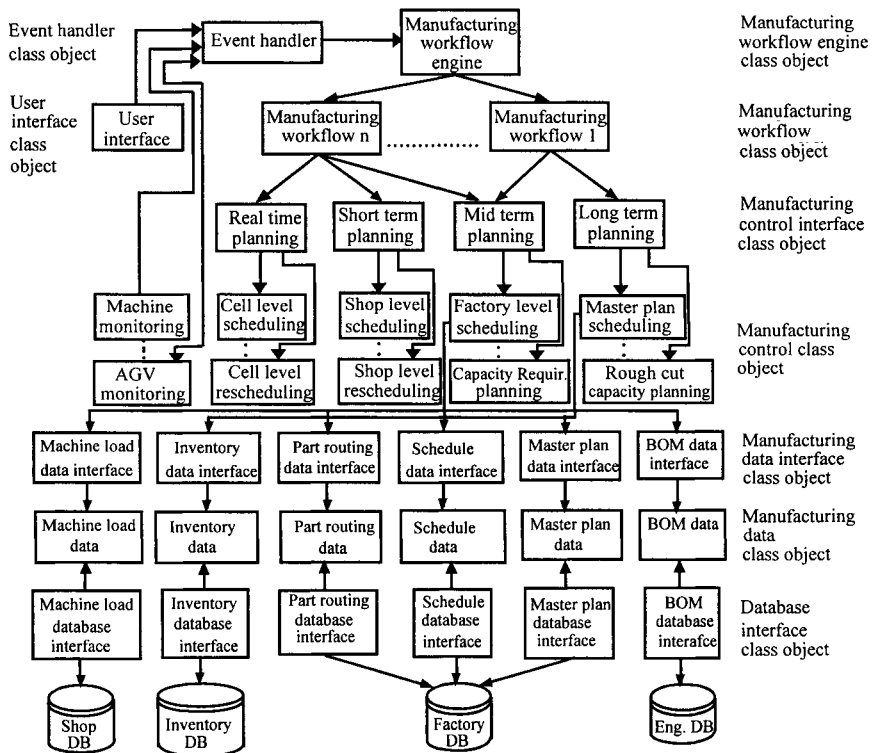 Event handler
class object
Event handler
Manufacturing
workflow
engine
Manufacturing
workflow engine
class object
User
interface
class
object
User
interface
Manufacturing
workflow n
Manufacturing
workflow 1
Manufacturing
workflow
class object
Real time
planning
Short term
planning
Mid term
planning
Long term
planning
Manufacturing
control interface
class object
Machine
monitoring
Cell level
scheduling
Shop level
scheduling
Factory level
scheduling
Master plan
scheduling
Manufacturing
control class
object
AGV
monitoring
Cell level
rescheduling
Shop level
rescheduling
Capacity Requir.
planning
Rough cut
capacity planning
Machine load
data interface
Inventory
data interface
Part routing
data interface
Schedule
data interface
Master plan
data interface
BOM data
interface
Manufacturing
data interface
class object
Machine load
data
Inventory
data
Part routing
data
Schedule
data
Master plan
data
BOM data
Manufacturing
data
class object
Machine load
database
interface
Inventory
database
interface
Part routing
database
interface
Schedule
database
interface
Master plan
database
interface
BOM
database
interafce
Database
interface
class object
Shop
DB
Inventory
DB
Factory
DB
Eng. DB